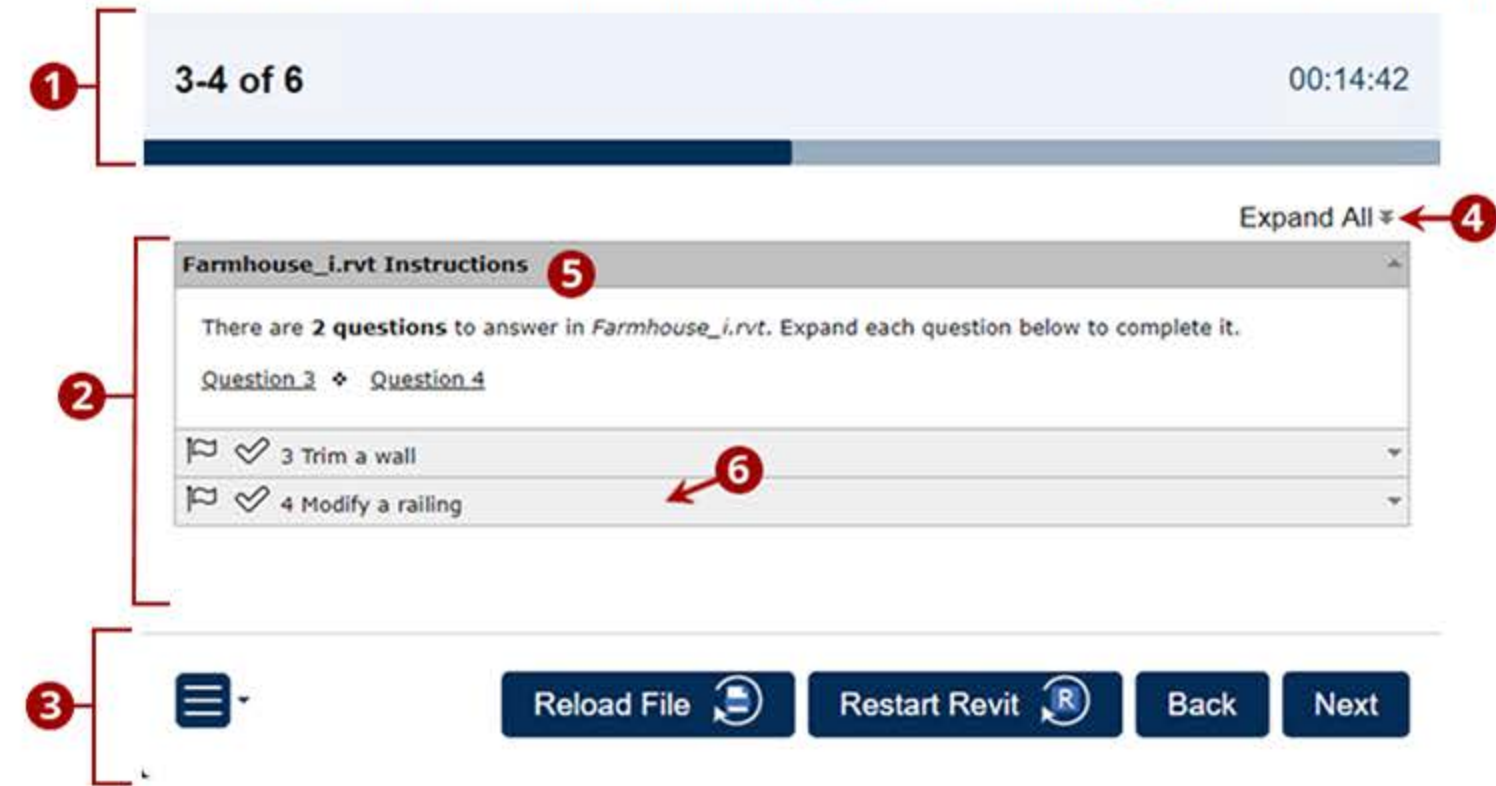 1
3-4 of 6
00:14:42
Expand All
4
Farmhouse_i.rvt Instructions
5
There are 2 questions to answer in Farmhouse_i.rvt. Expand each question below to complete it.
2
Question 3 ❖ Question 4
3 Trim a wall
6
4 Modify a railing
3
Reload File
Restart Revit
R
Back
Next